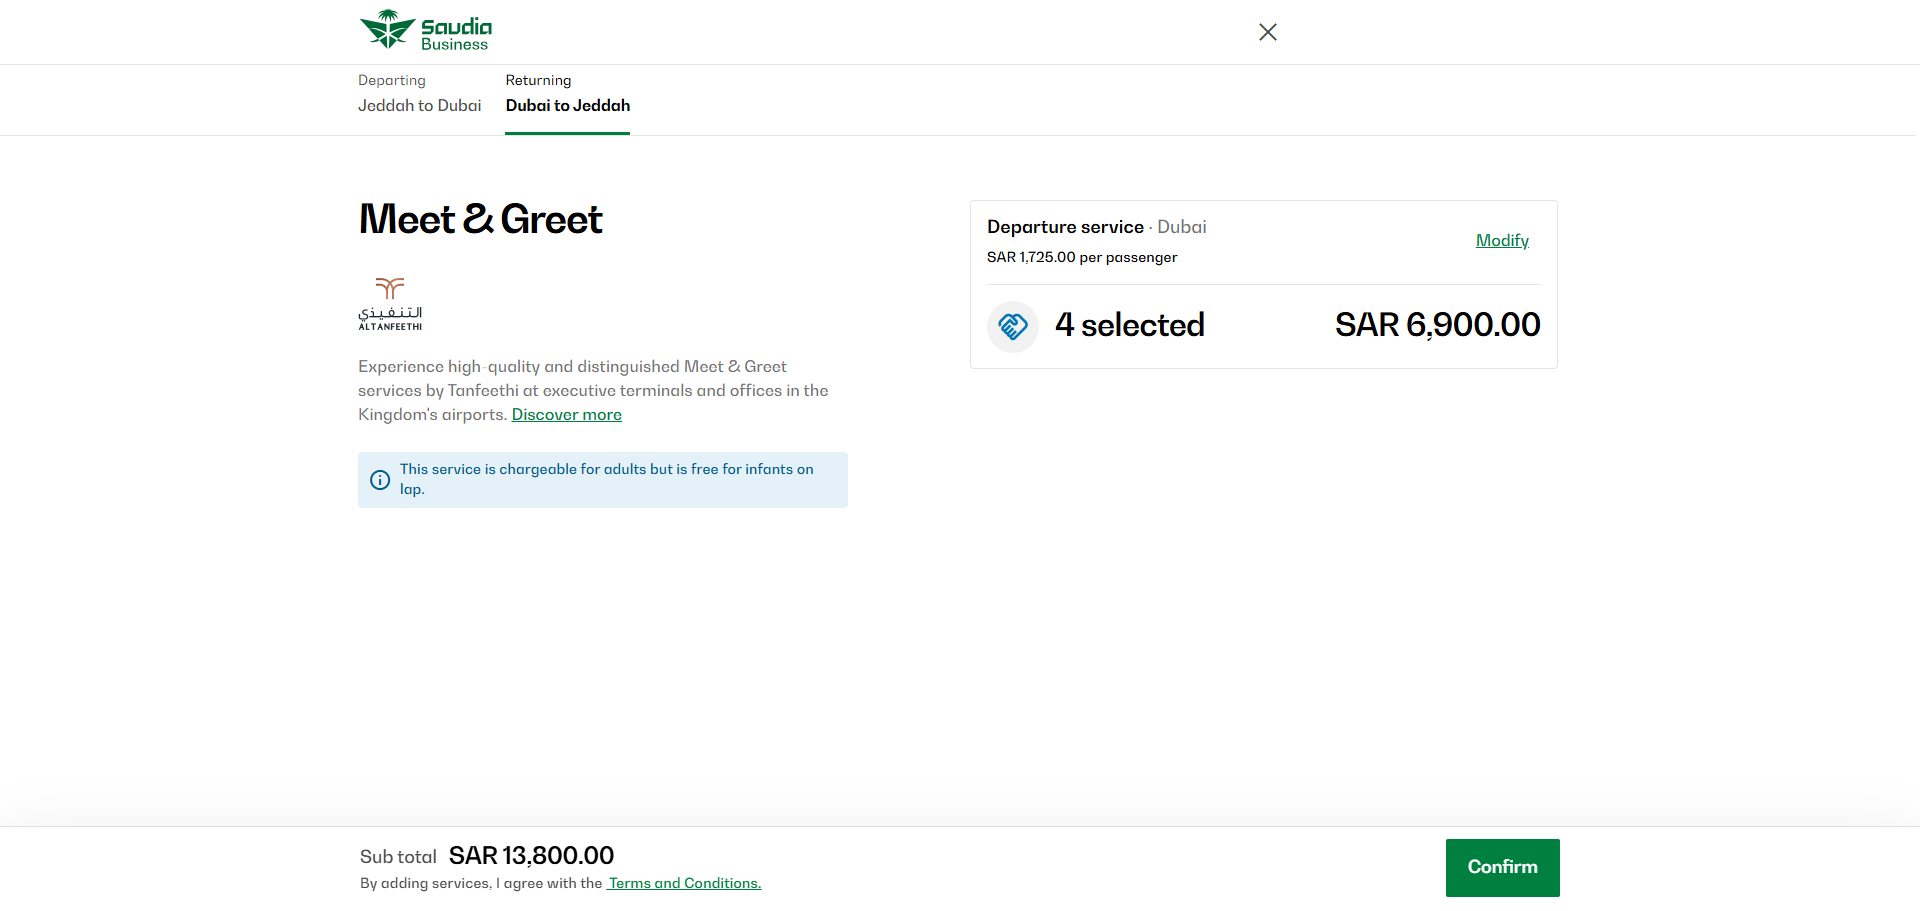 Saudia
Business
Departing
Jeddah to Dubai
Returning
Dubai to Jeddah
Meet & Greet
التنفيذي
ALTANFEETHI
Experience high-quality and distinguished Meet & Greet
services by Tanfeethi at executive terminals and offices in the
Kingdom's airports. Discover more
This service is chargeable for adults but is free for infants on
lap.
Departure service · Dubai
SAR 1,725.00 per passenger
Modify
4 selected
SAR 6,900.00
Sub total SAR 13,800.00
By adding services, I agree with the Terms and Conditions.
Confirm